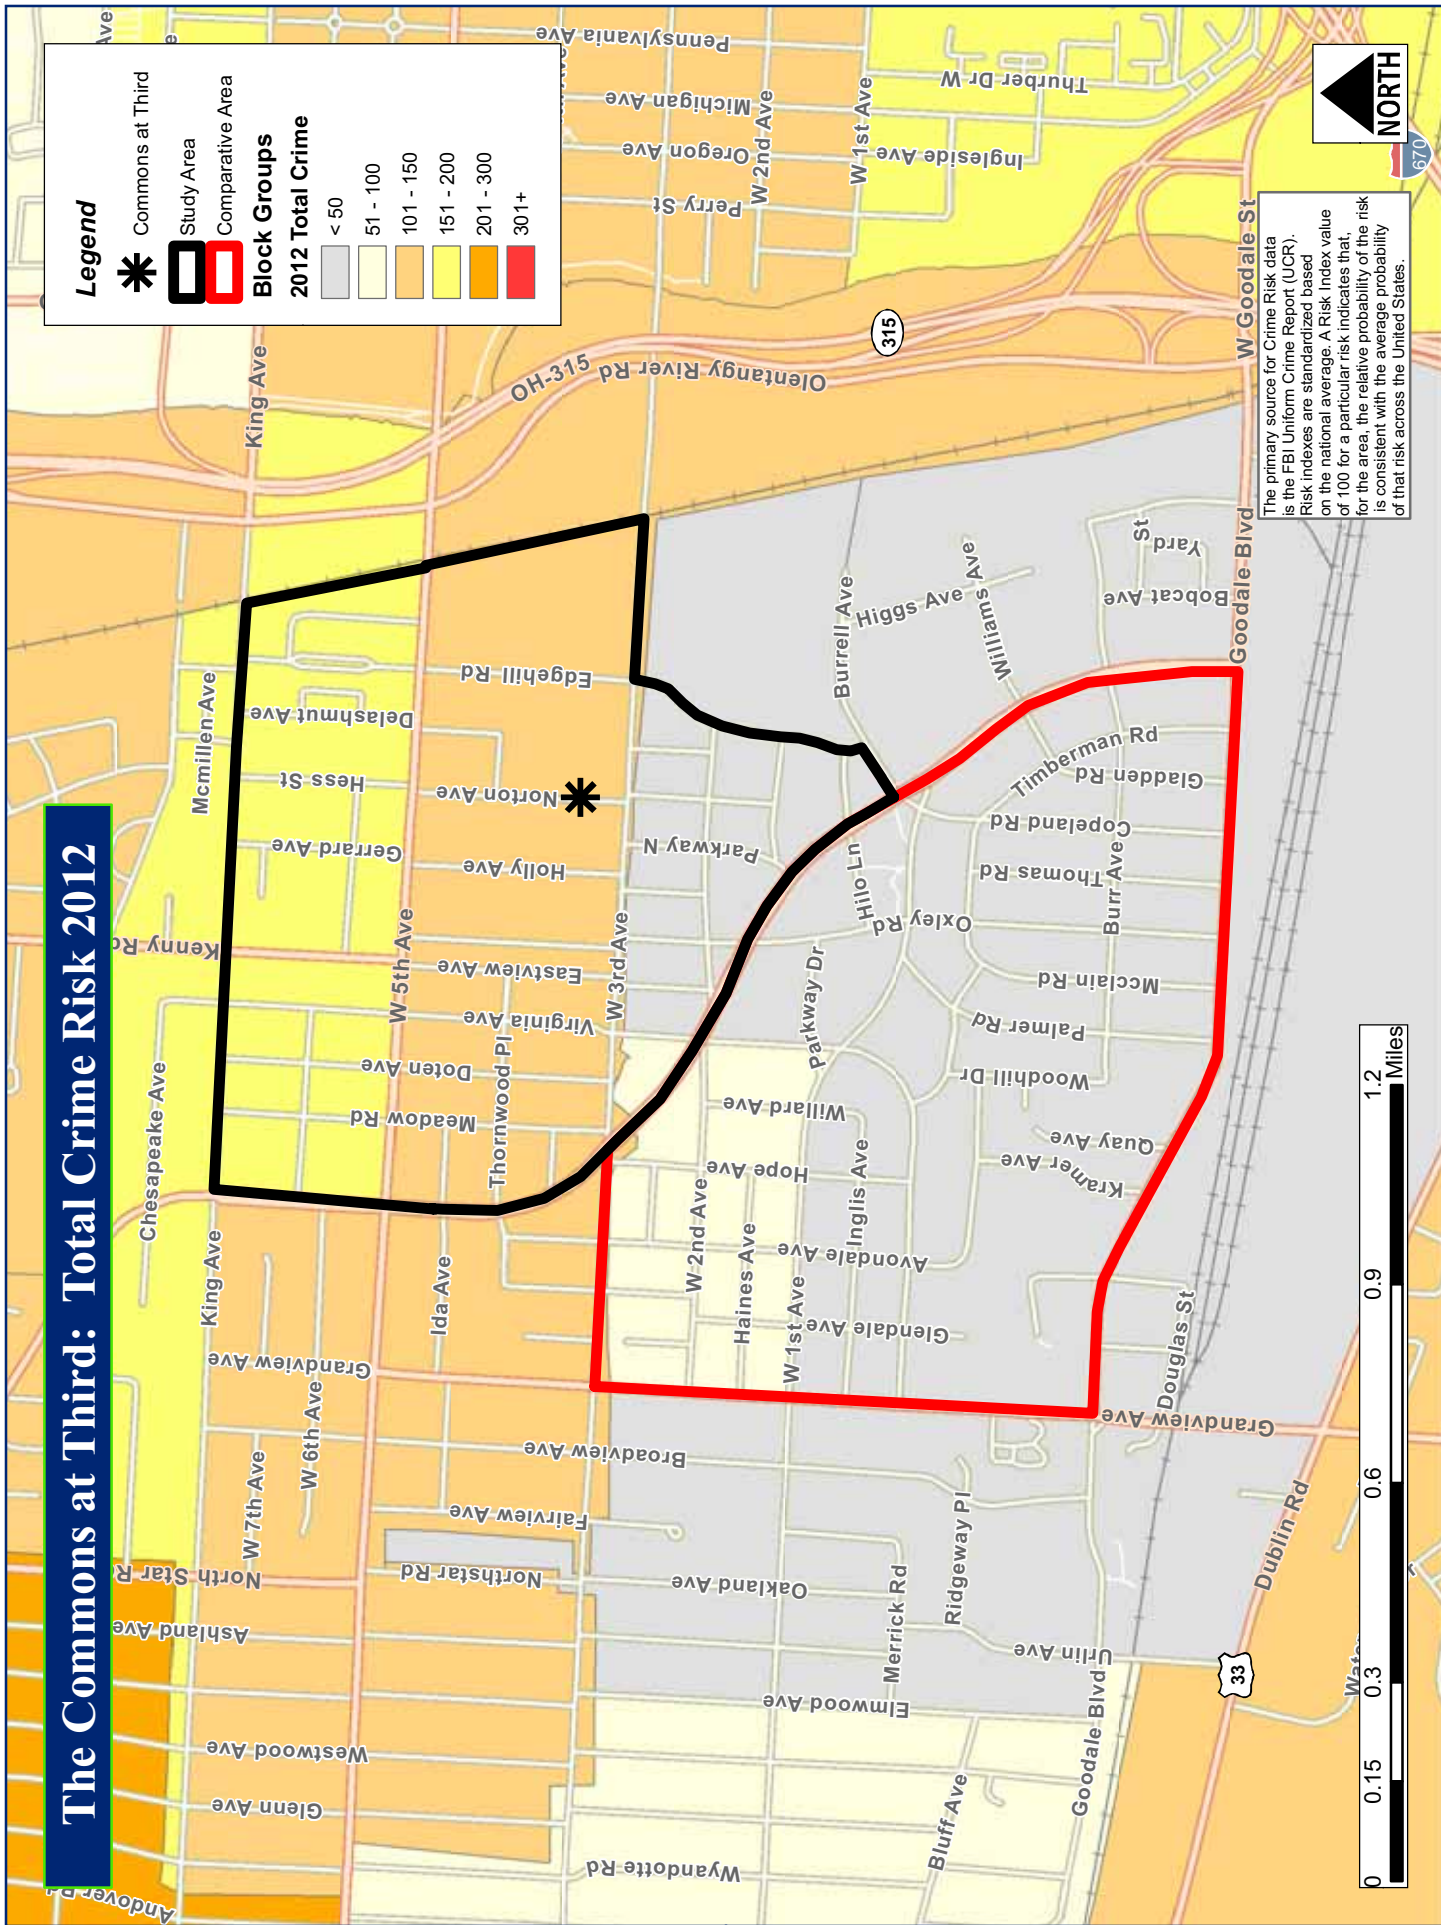 The Commons at Third:  Total Crime Risk 2012
Legend
Commons at Third
Study Area
Comparative Area
Block Groups
2012 Total Crime
< 50
51 - 100
101 - 150
151 - 200
201 - 300
301+
NORTH
670
The primary source for Crime Risk data
is the FBI Uniform Crime Report (UCR).
Risk indexes are standardized based
on the national average. A Risk Index value
of 100 for a particular risk indicates that,
for the area, the relative probability of the risk
is consistent with the average probability
of that risk across the United States.
0 0.15 0.3 0.6 0.9 1.2
Miles
Andover Rd
Glenn Ave
Westwood Ave
Ashland Ave
North Star Rd
W 7th Ave
W 6th Ave
Grandview Ave
King Ave
Chesapeake Ave
Kenny Rd
Mcmillen Ave
Gerrard Ave
Hess St
Delashmut Ave
King Ave
Ida Ave
Meadow Rd
Doten Ave
W 5th Ave
Thornwood Pl
Virginia Ave
Eastview Ave
Holly Ave
Norton Ave
Edgehill Rd
W 3rd Ave
Northstar Rd
Fairview Ave
Broadview Ave
Oakland Ave
Wyandotte Rd
Elmwood Ave
Merrick Rd
Ridgeway Pl
Urlin Ave
Bluff Ave
Goodale Blvd
W 2nd Ave
Haines Ave
W 1st Ave
Hope Ave
Willard Ave
Inglis Ave
Avondale Ave
Glendale Ave
Parkway Dr
Parkway N
Hilo Ln
Oxley Rd
Burrell Ave
Higgs Ave
Williams Ave
Timberman Rd
Gladden Rd
Copeland Rd
Thomas Rd
Burr Ave
Mcclain Rd
Palmer Rd
Woodhill Dr
Quay Ave
Kramer Ave
Douglas St
Grandview Ave
Dublin Rd
33
Yard St
Bobcat Ave
Goodale Blvd
W Goodale St
OH-315
Olentangy River Rd
315
Perry St
Oregon Ave
Michigan Ave
Pennsylvania Ave
W 2nd Ave
W 1st Ave
Ingleside Ave
Thurber Dr W